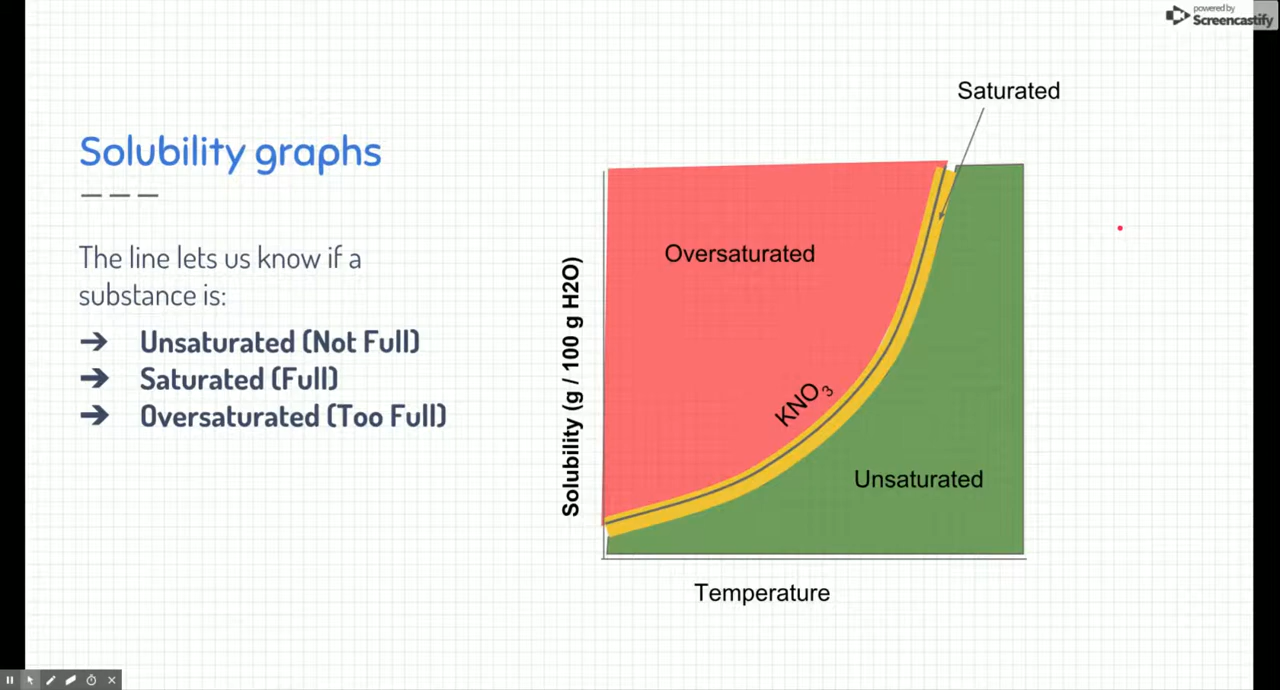 powered by
Screencastify
Saturated
Solubility graphs
The line lets us know if a
substance is:
➔ Unsaturated (Not Full)
➔ Saturated (Full)
➔ Oversaturated (Too Full)
Oversaturated
Solubility (g / 100 g H2O)
KNO₃
Unsaturated
Temperature